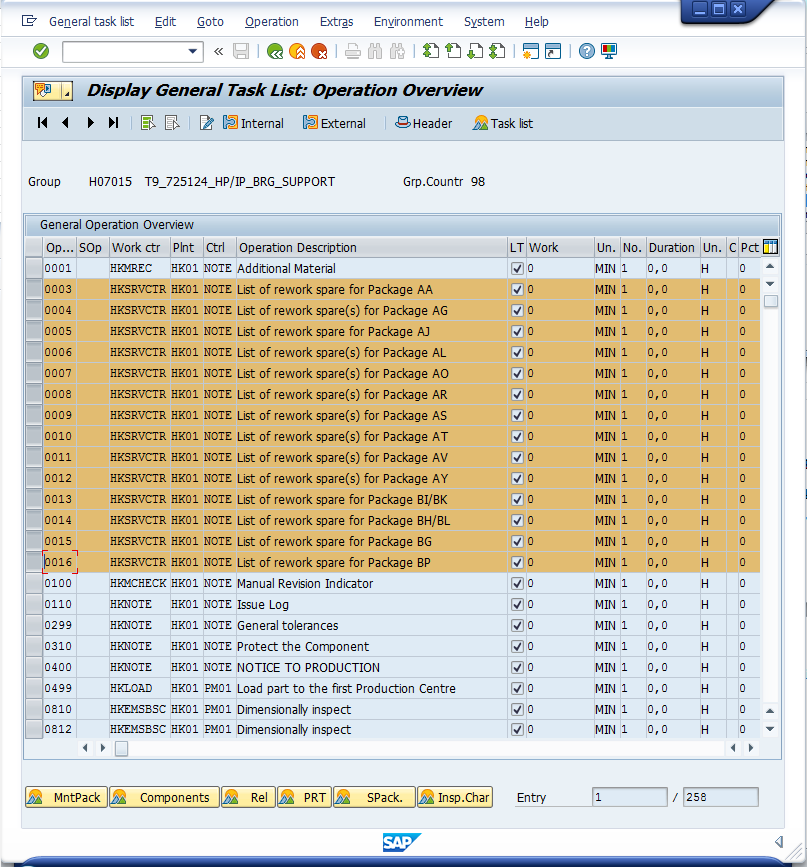 General task list Edit Goto Operation Extras Environment System Help
«
Display General Task List: Operation Overview
Internal External Header Task list
Group H07015 T9_725124_HP/IP_BRG_SUPPORT Grp.Countr 98
General Operation Overview
Op... SOp Work ctr Plnt Ctrl Operation Description LT Work Un. No. Duration Un. C Pct
0001 HKMREC HK01 NOTE Additional Material 0 MIN 1 0,0 H 0
0003 HKSRVCTR HK01 NOTE List of rework spare for Package AA 0 MIN 1 0,0 H 0
0004 HKSRVCTR HK01 NOTE List of rework spare(s) for Package AG 0 MIN 1 0,0 H 0
0005 HKSRVCTR HK01 NOTE List of rework spare(s) for Package AJ 0 MIN 1 0,0 H 0
0006 HKSRVCTR HK01 NOTE List of rework spare(s) for Package AL 0 MIN 1 0,0 H 0
0007 HKSRVCTR HK01 NOTE List of rework spare(s) for Package AO 0 MIN 1 0,0 H 0
0008 HKSRVCTR HK01 NOTE List of rework spare(s) for Package AR 0 MIN 1 0,0 H 0
0009 HKSRVCTR HK01 NOTE List of rework spare(s) for Package AS 0 MIN 1 0,0 H 0
0010 HKSRVCTR HK01 NOTE List of rework spare(s) for Package AT 0 MIN 1 0,0 H 0
0011 HKSRVCTR HK01 NOTE List of rework spare(s) for Package AV 0 MIN 1 0,0 H 0
0012 HKSRVCTR HK01 NOTE List of rework spare(s) for Package AY 0 MIN 1 0,0 H 0
0013 HKSRVCTR HK01 NOTE List of rework spare for Package BI/BK 0 MIN 1 0,0 H 0
0014 HKSRVCTR HK01 NOTE List of rework spare for Package BH/BL 0 MIN 1 0,0 H 0
0015 HKSRVCTR HK01 NOTE List of rework spare for Package BG 0 MIN 1 0,0 H 0
0016 HKSRVCTR HK01 NOTE List of rework spare for Package BP 0 MIN 1 0,0 H 0
0100 HKMCHECK HK01 NOTE Manual Revision Indicator 0 MIN 1 0,0 H 0
0110 HKNOTE HK01 NOTE Issue Log 0 MIN 1 0,0 H 0
0299 HKNOTE HK01 NOTE General tolerances 0 MIN 1 0,0 H 0
0310 HKNOTE HK01 NOTE Protect the Component 0 MIN 1 0,0 H 0
0400 HKNOTE HK01 NOTE NOTICE TO PRODUCTION 0 MIN 1 0,0 H 0
0499 HKLOAD HK01 PM01 Load part to the first Production Centre 0 MIN 1 0,0 H 0
0810 HKEMSBSC HK01 PM01 Dimensionally inspect 0 MIN 1 0,0 H 0
0812 HKEMSBSC HK01 PM01 Dimensionally inspect 0 MIN 1 0,0 H 0
MntPack Components Rel PRT SPack. Insp.Char Entry 1 / 258
SAP